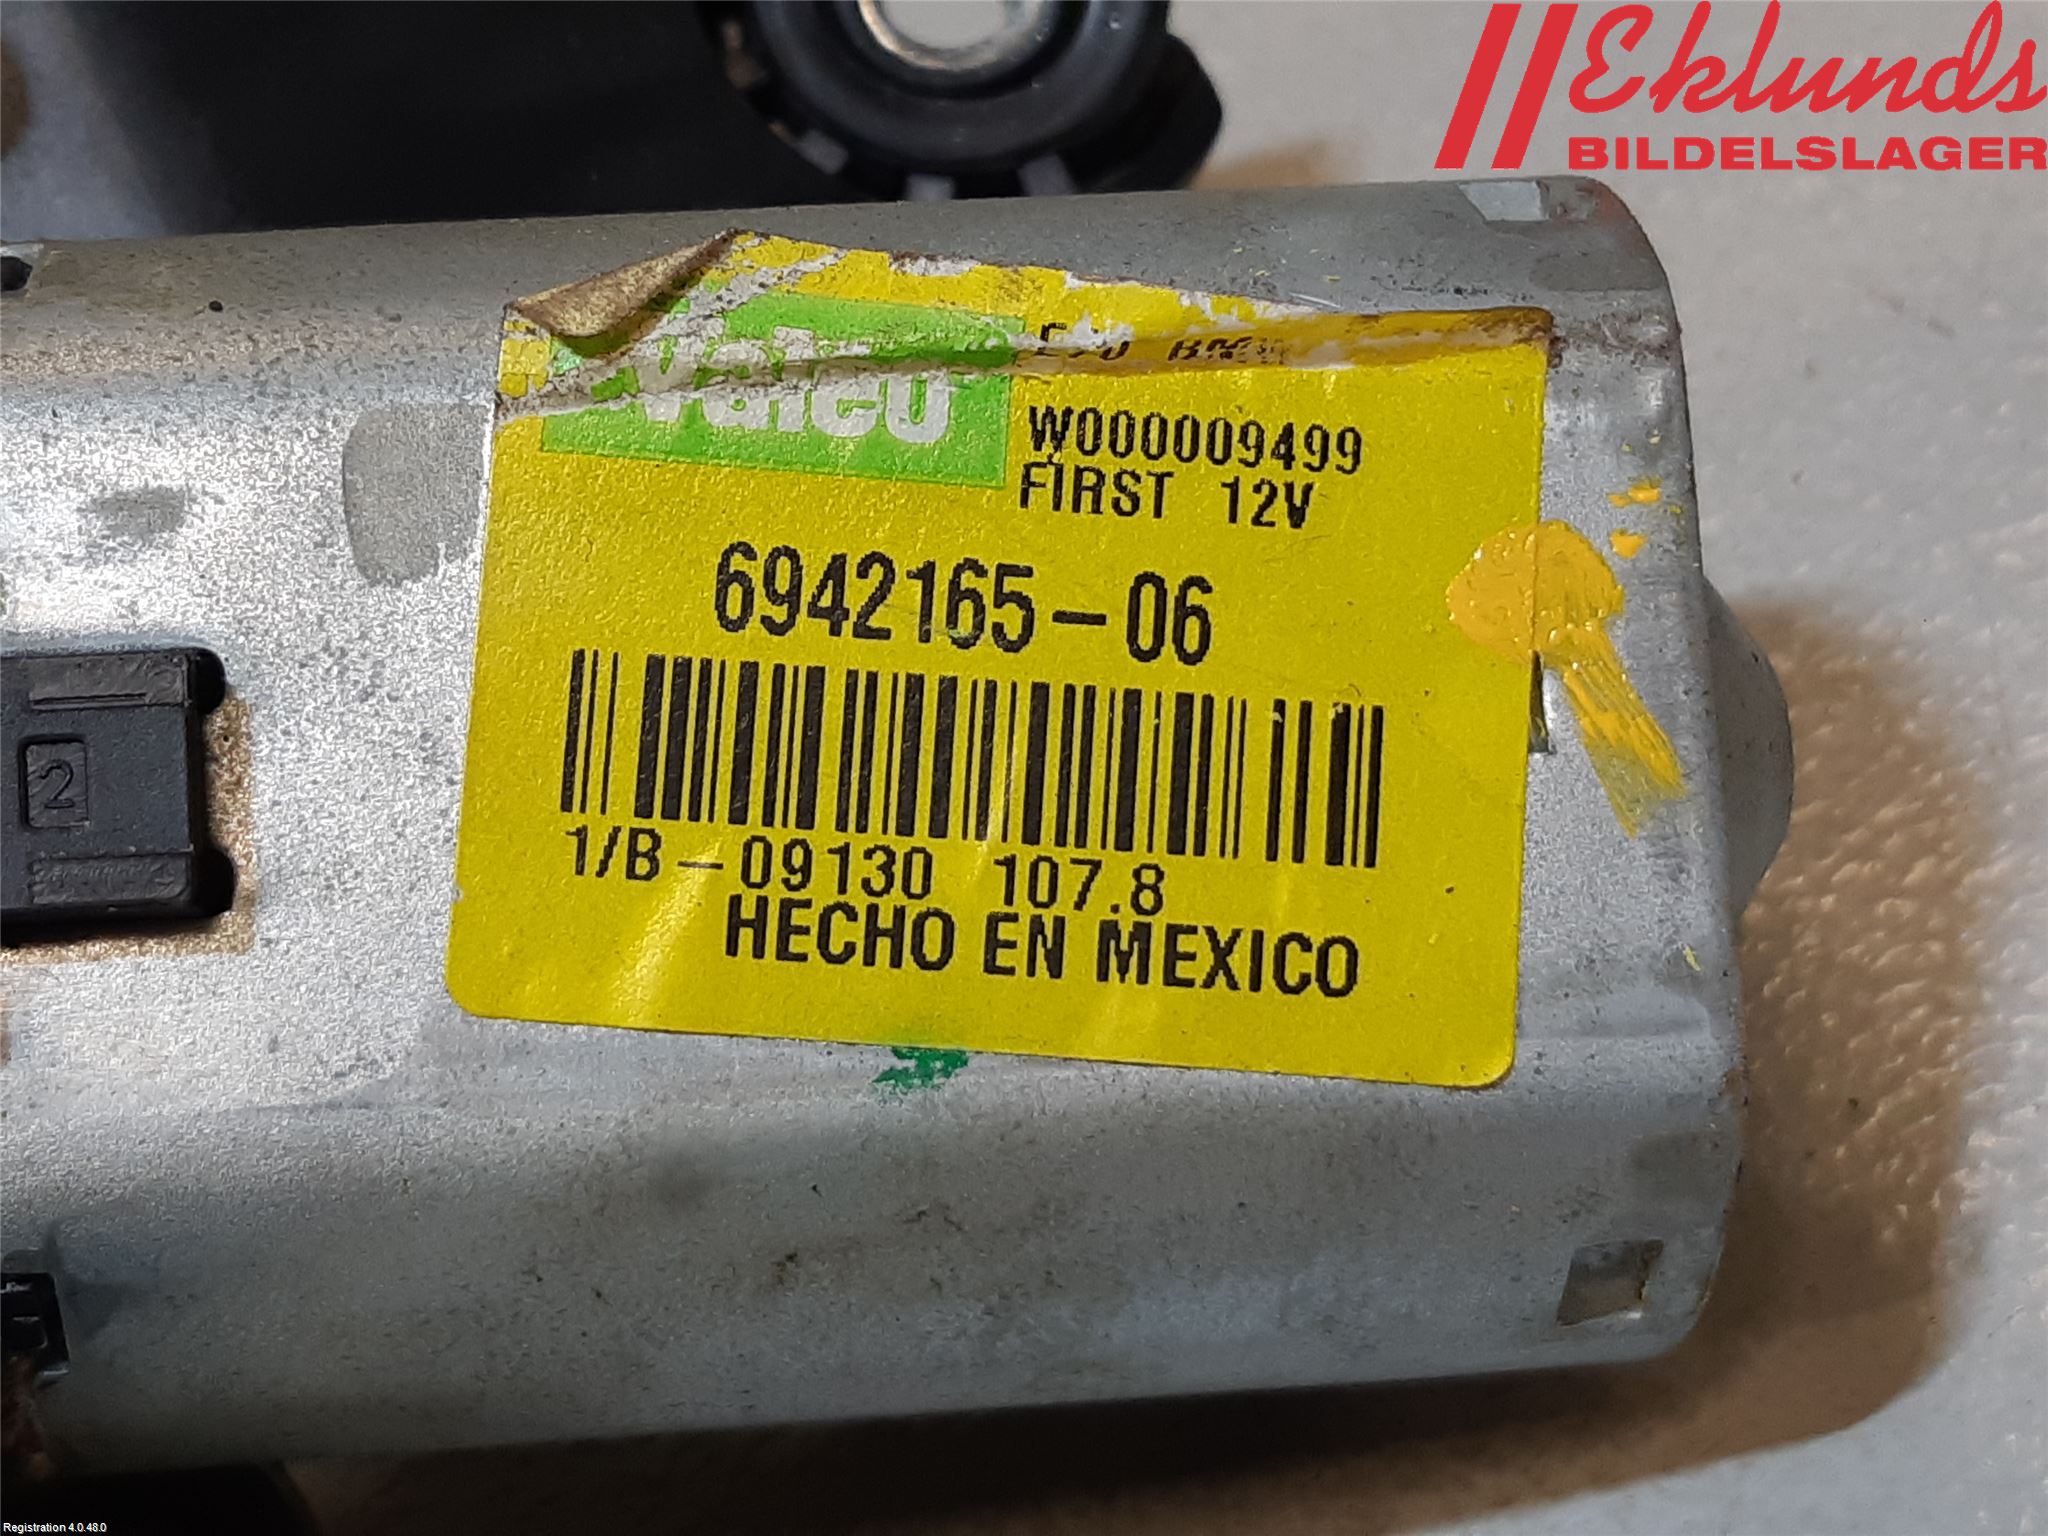 Eklunds
BILDELSLAGER
Valeo
E70
W000009499
FIRST 12V
6942165-06
1/B-09130 107.8
HECHO EN MEXICO
2
Registration 4.0.48.0